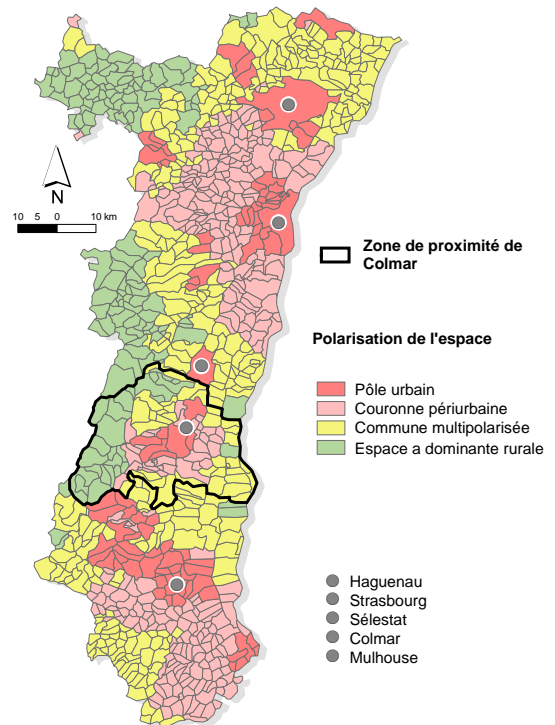 N
10 5 0 10 km
Zone de proximité de
Colmar
Polarisation de l'espace
Pôle urbain
Couronne périurbaine
Commune multipolarisée
Espace a dominante rurale
Haguenau
Strasbourg
Sélestat
Colmar
Mulhouse